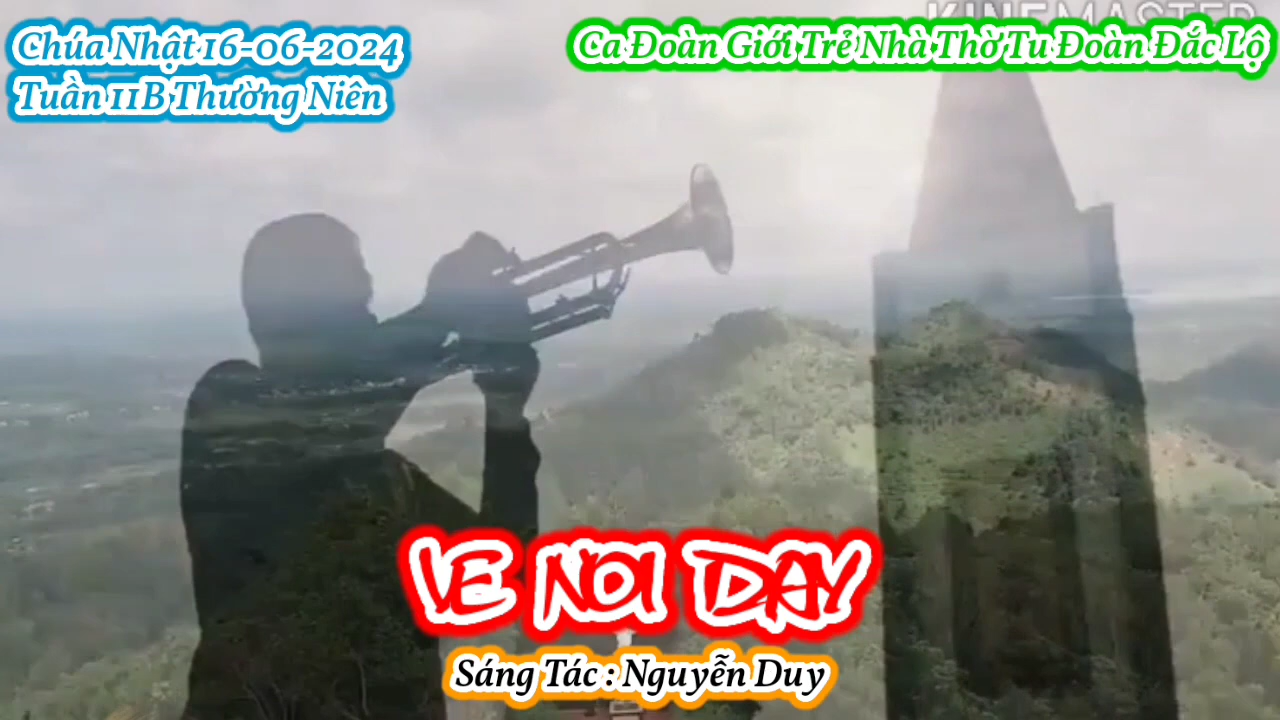 KINEMASTER
Chúa Nhật 16-06-2024
Ca Đoàn Giới Trẻ Nhà Thờ Tu Đoàn Đắc Lộ
Tuần 11B Thường Niên
VE NOI DAY
Sáng Tác : Nguyễn Duy